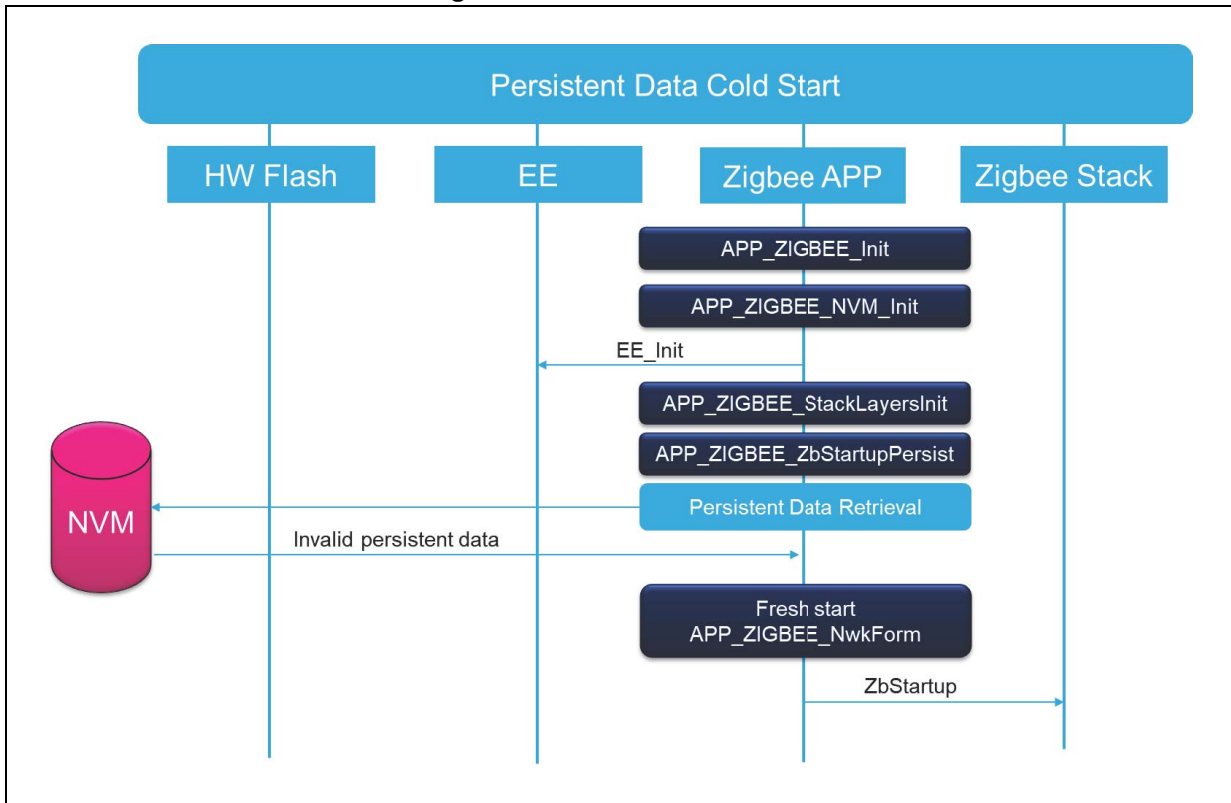 Persistent Data Cold Start
HW Flash
EE
Zigbee APP
Zigbee Stack
APP_ZIGBEE_Init
APP_ZIGBEE_NVM_Init
EE_Init
APP_ZIGBEE_StackLayersInit
APP_ZIGBEE_ZbStartupPersist
Persistent Data Retrieval
NVM
Invalid persistent data
Fresh start
APP_ZIGBEE_NwkForm
ZbStartup